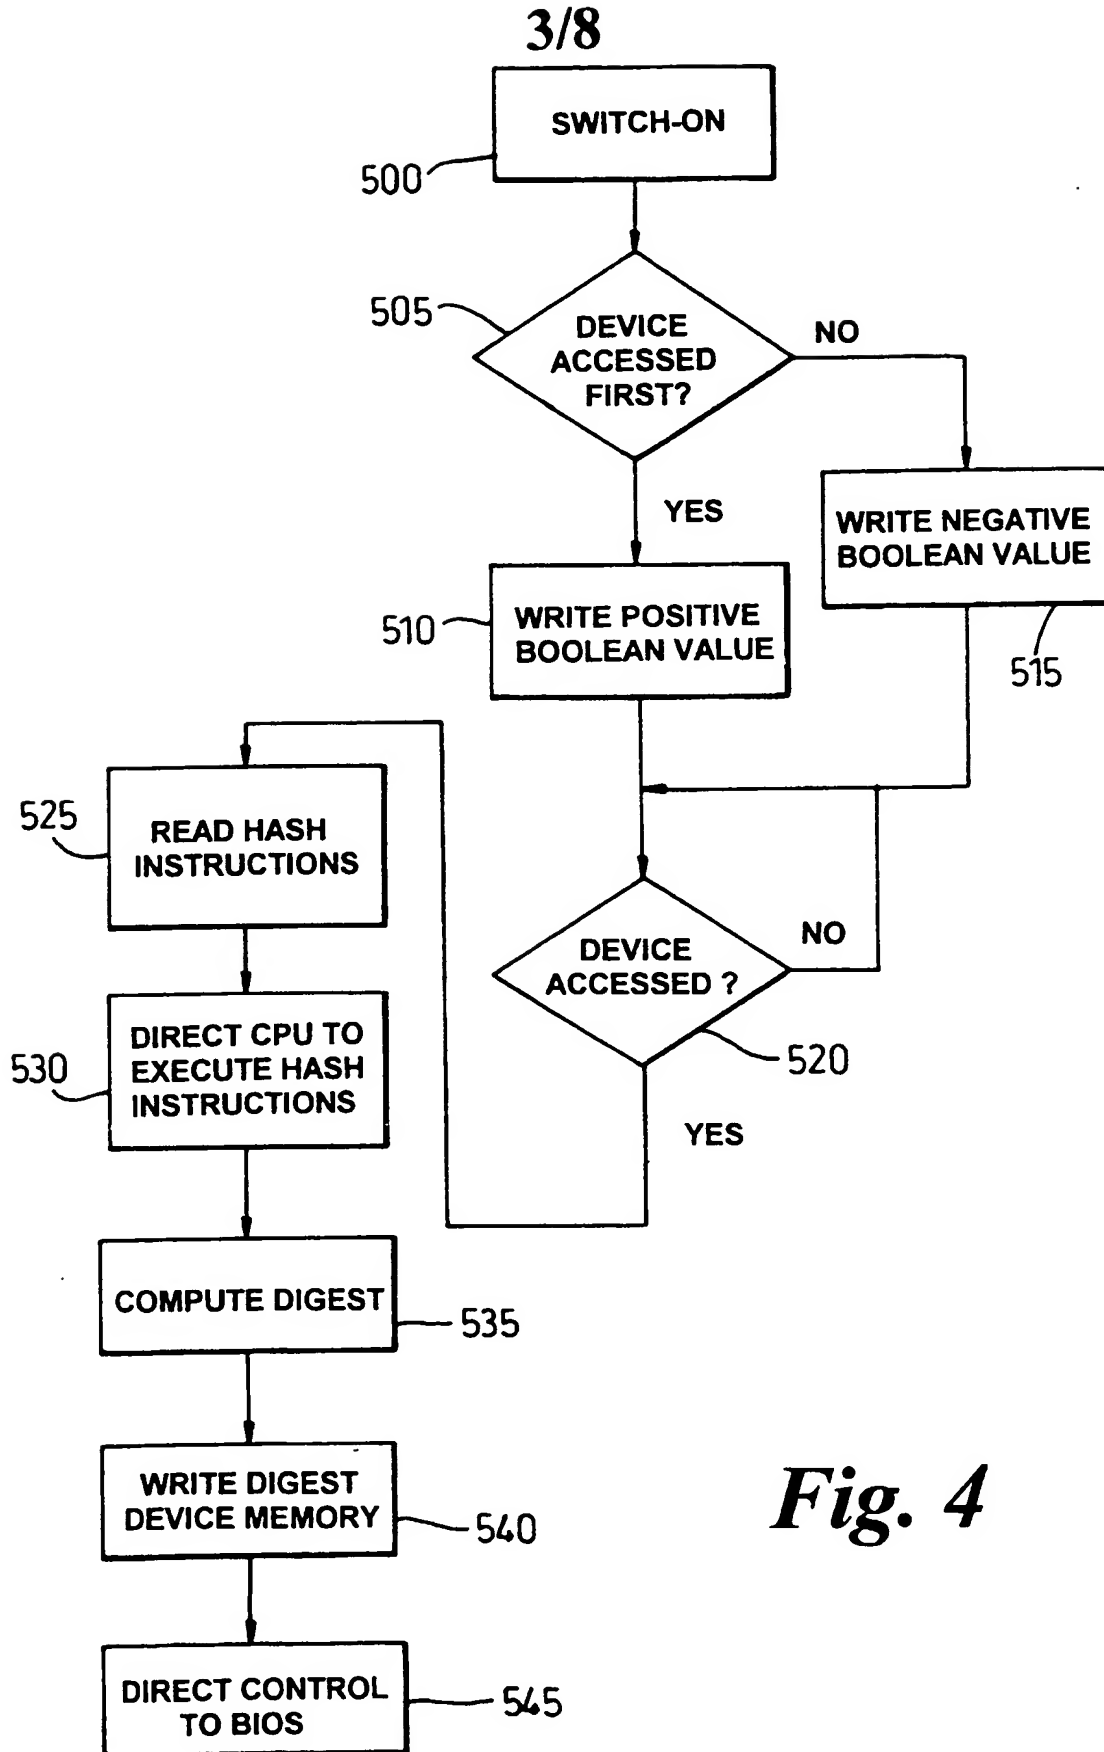 3/8
SWITCH-ON
500
505
DEVICE
ACCESSED
FIRST?
NO
YES
WRITE NEGATIVE
BOOLEAN VALUE
515
510
WRITE POSITIVE
BOOLEAN VALUE
525
READ HASH
INSTRUCTIONS
DEVICE
ACCESSED ?
NO
520
YES
530
DIRECT CPU TO
EXECUTE HASH
INSTRUCTIONS
COMPUTE DIGEST
535
WRITE DIGEST
DEVICE MEMORY
540
DIRECT CONTROL
TO BIOS
545
Fig. 4